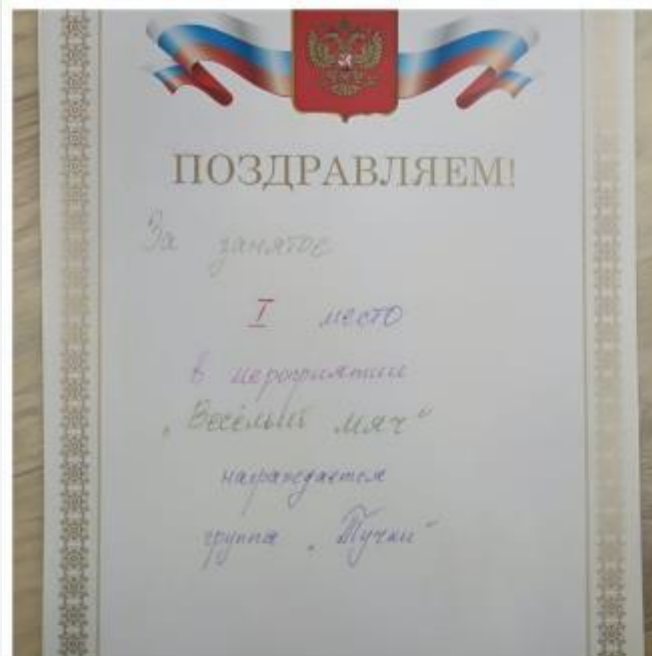 ПОЗДРАВЛЯЕМ!
За занятое
I место
в мероприятии
„Весёлый мяч"
награждается
группа „Тучки"